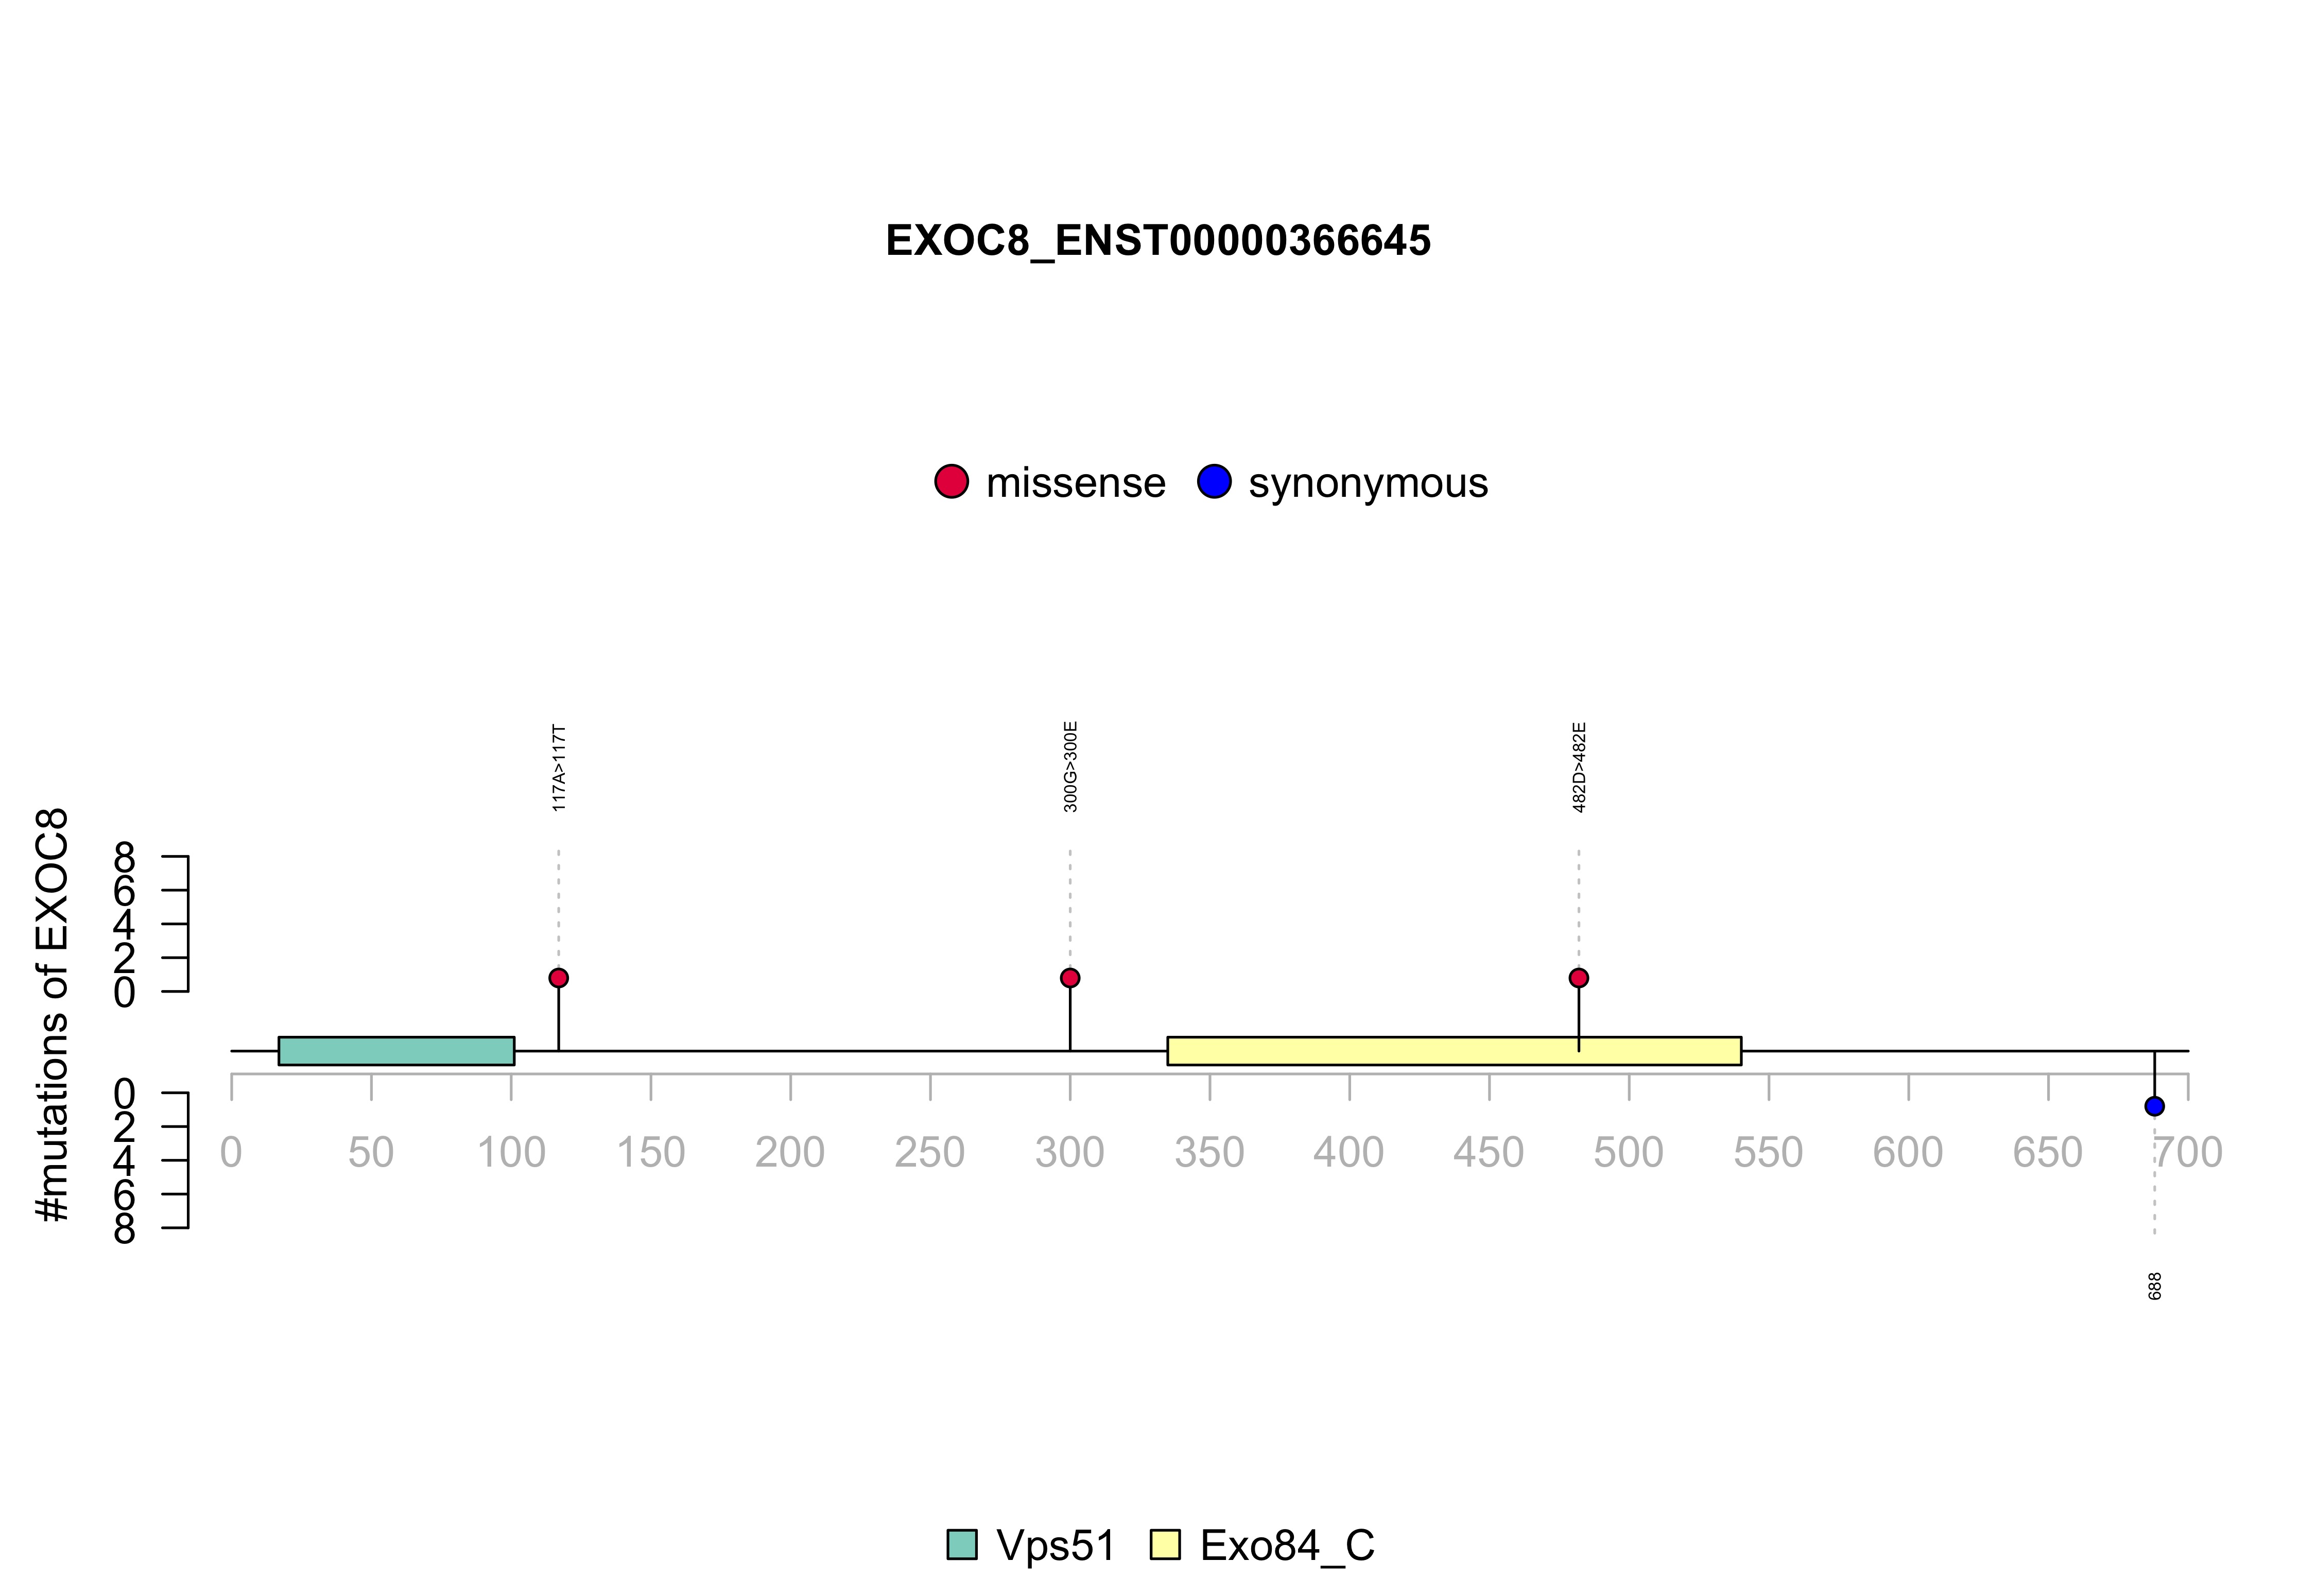 EXOC8_ENST00000366645
missense synonymous
117A>117T 300G>300E 482D>482E
#mutations of EXOC8
8
6
4
2
0
0
2
4
6
8
0 50 100 150 200 250 300 350 400 450 500 550 600 650 700
688
Vps51 Exo84_C